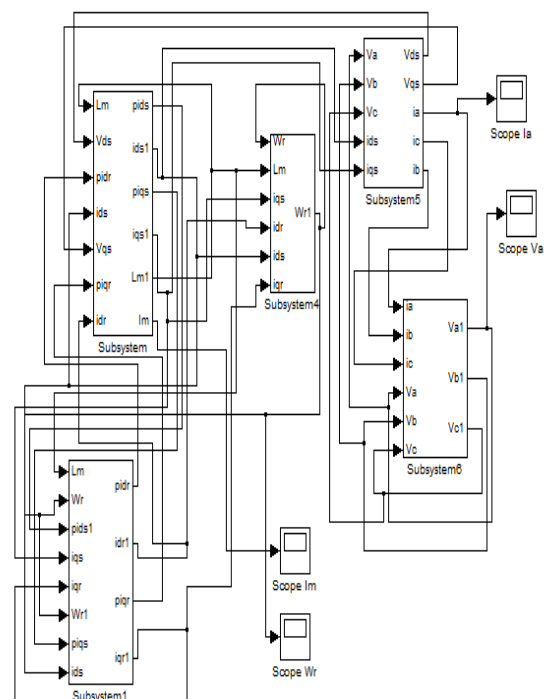 Lm
Vds
pidr
ids
Vqs
piqr
idr
pids
ids1
piqs
iqs1
Lm1
Im
Subsystem
Wr
Lm
iqs
idr
ids
iqr
Wr1
Subsystem4
Va
Vb
Vc
ids
iqs
Vds
Vqs
ia
ic
ib
Subsystem5
Scope Ia
Scope Va
ia
ib
ic
Va
Vb
Vc
Va1
Vb1
Vc1
Subsystem6
Lm
Wr
pids1
iqs
iqr
Wr1
piqs
ids
pidr
idr1
piqr
iqr1
Subsystem1
Scope Im
Scope Wr